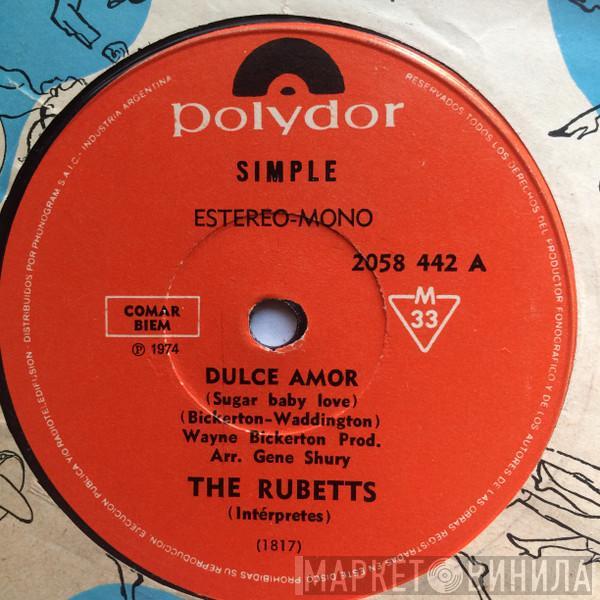 polydor
SIMPLE
ESTEREO-MONO
2058 442 A
COMAR
BIEM
M
33
Ⓟ 1974
DULCE AMOR
(Sugar baby love)
(Bickerton-Waddington)
Wayne Bickerton Prod.
Arr. Gene Shury
THE RUBETTS
(Intérpretes)
(1817)
RESERVADOS TODOS LOS DERECHOS DEL PRODUCTOR FONOGRAFICO Y DE LOS AUTORES DE LAS OBRAS REGISTRADAS EN ESTE DISCO
PROHIBIDAS SU REPRODUCCION EJECUCION PUBLICA Y O RADIOTELEDIFUSION - DISTRIBUIDOS POR PHONOGRAM S.A.I.C. - INDUSTRIA ARGENTINA
МАРКЕТ ВИНИЛА